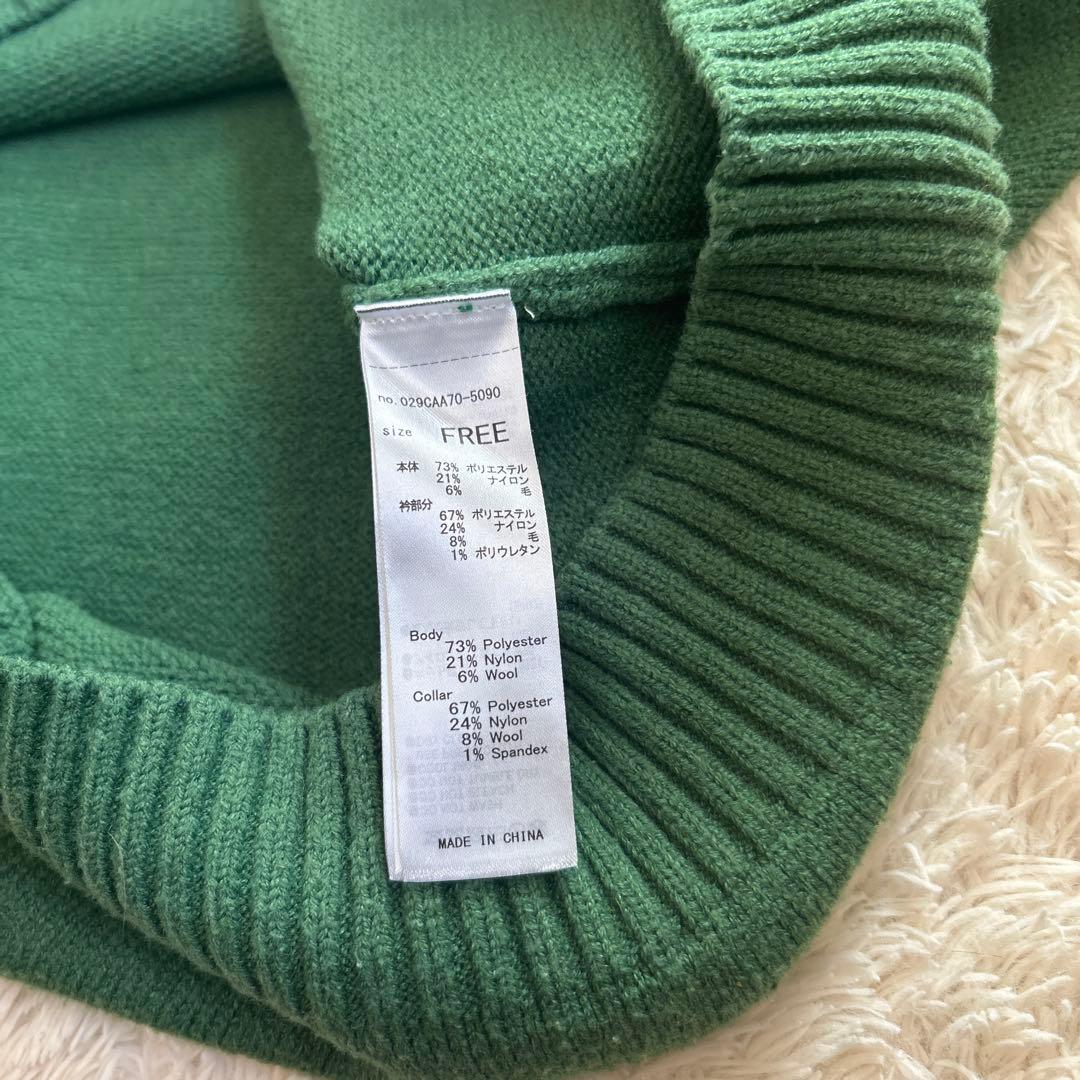 no. 029CAA70-5090
size FREE
本体 73% ポリエステル
21% ナイロン
6% 毛
衿部分
67% ポリエステル
24% ナイロン
8% 毛
1% ポリウレタン
Body
73% Polyester
21% Nylon
6% Wool
Collar
67% Polyester
24% Nylon
8% Wool
1% Spandex
MADE IN CHINA